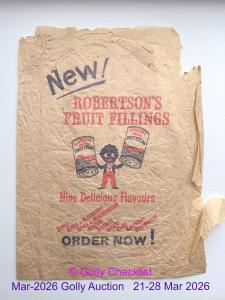 New!
ROBERTSON'S
FRUIT FILLINGS
Nine Delicious Flavours
ORDER NOW!
© Golly Checklist
Mar-2026 Golly Auction 21-28 Mar 2026